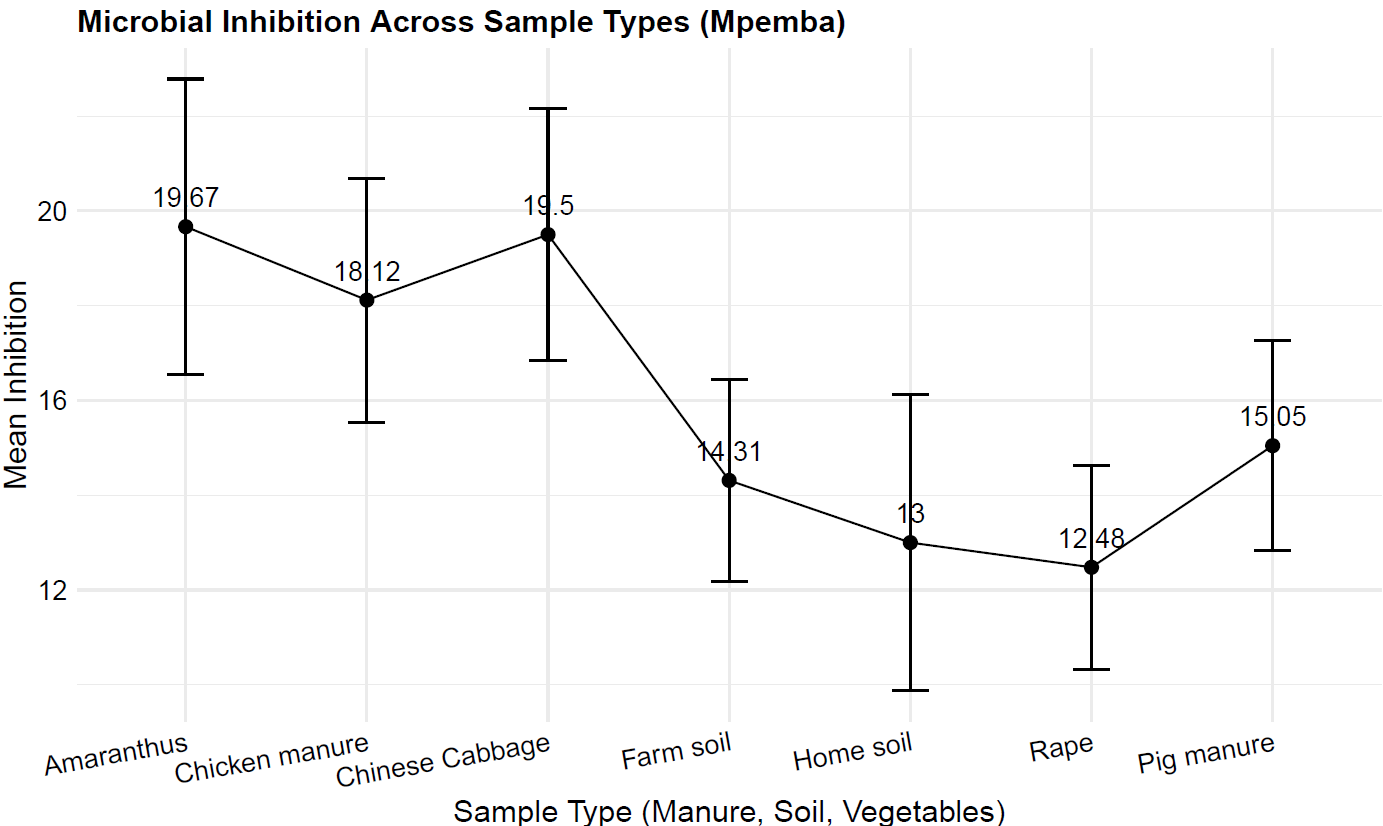 Microbial Inhibition Across Sample Types (Mpemba)
Mean Inhibition
20
16
12
19.67
18.12
19.5
14.31
13
12.48
15.05
Amaranthus
Chicken manure
Chinese Cabbage
Farm soil
Home soil
Rape
Pig manure
Sample Type (Manure, Soil, Vegetables)